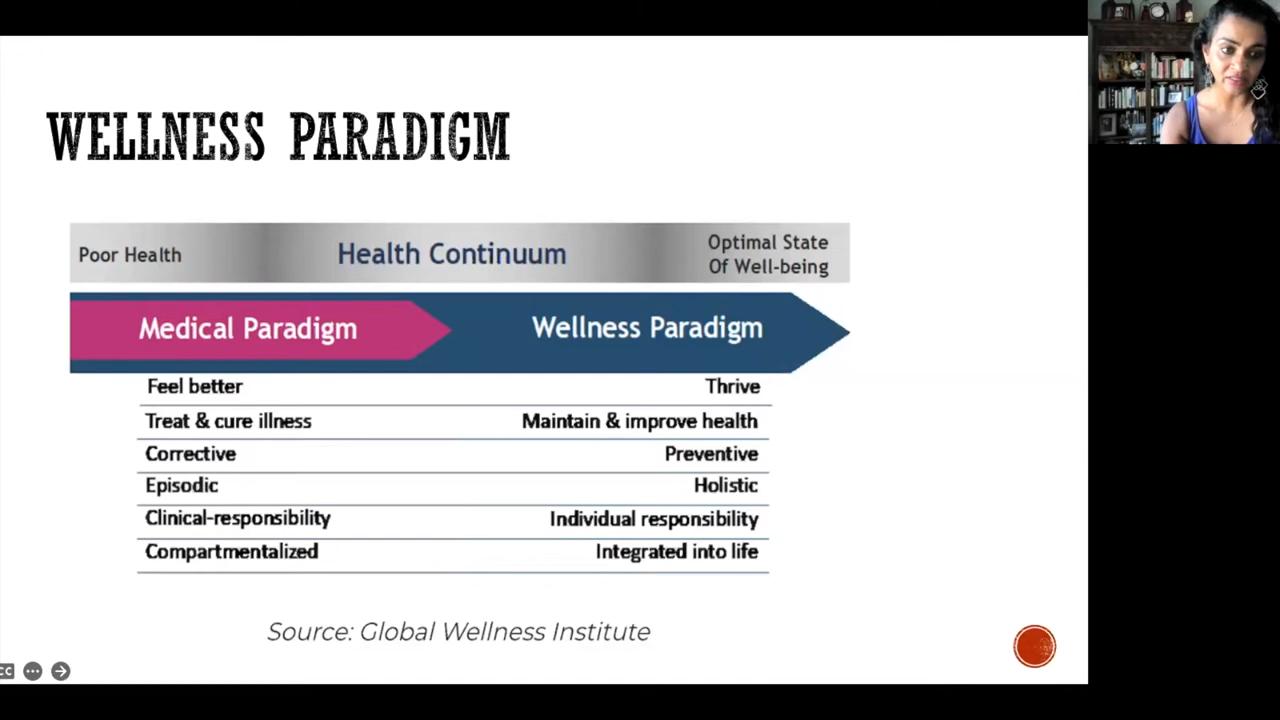 WELLNESS PARADIGM
Poor Health
Health Continuum
Optimal State
Of Well-being
Medical Paradigm
Wellness Paradigm
Feel better
Thrive
Treat & cure illness
Maintain & improve health
Corrective
Preventive
Episodic
Holistic
Clinical-responsibility
Individual responsibility
Compartmentalized
Integrated into life
Source: Global Wellness Institute
CC